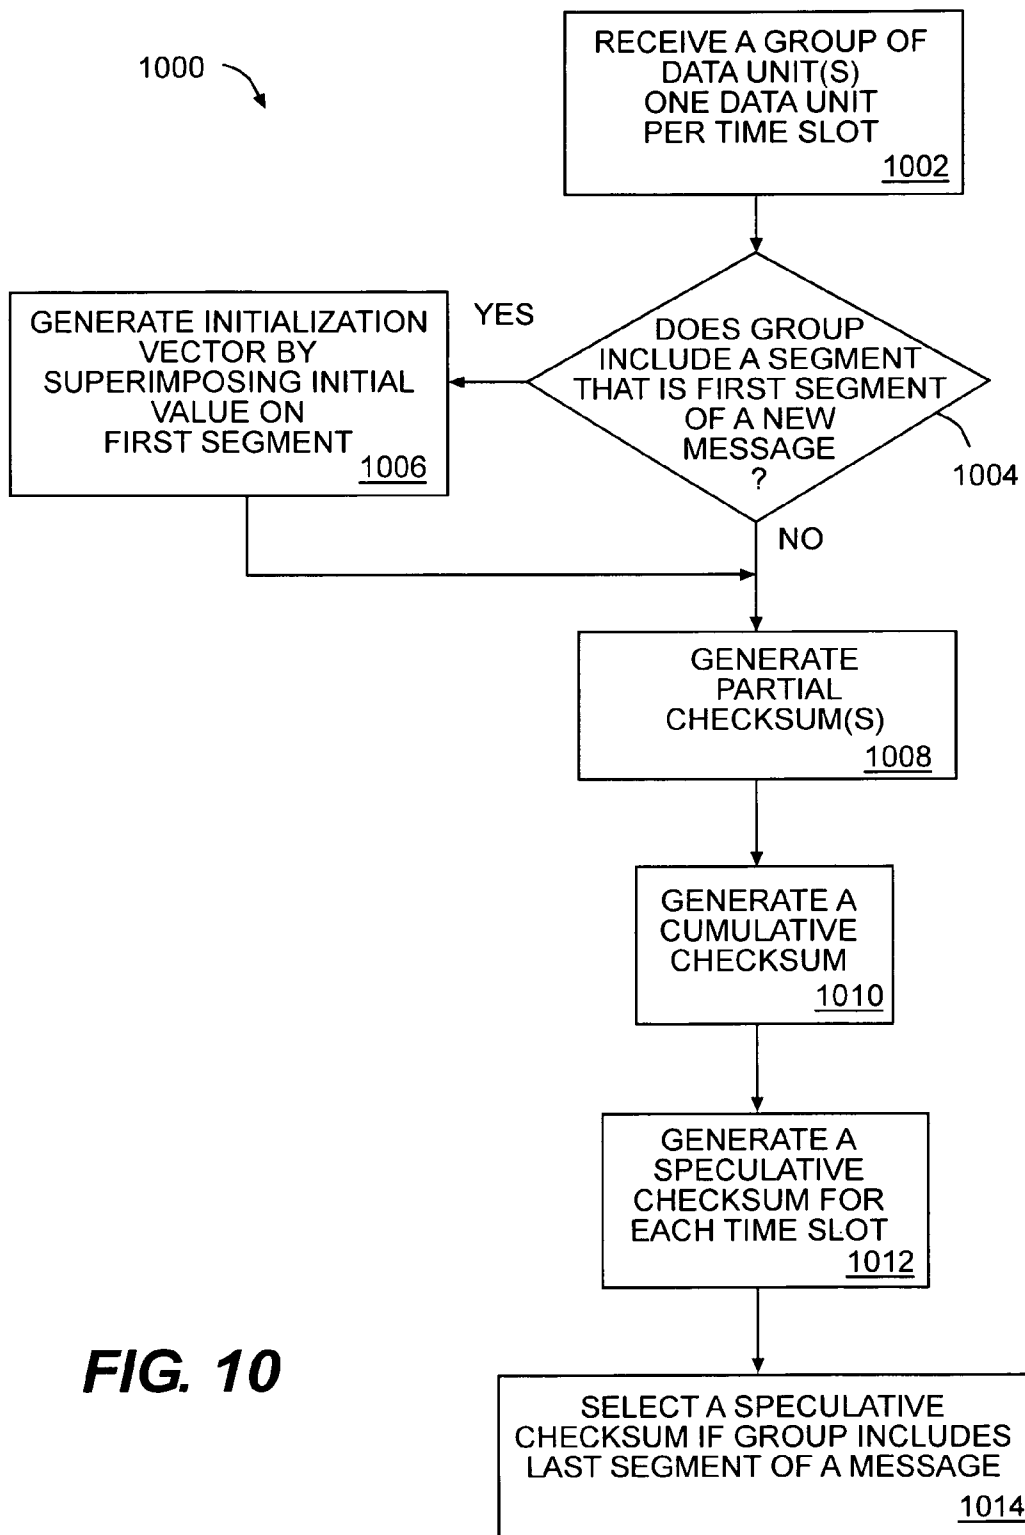 1000
RECEIVE A GROUP OF
DATA UNIT(S)
ONE DATA UNIT
PER TIME SLOT
1002
DOES GROUP
INCLUDE A SEGMENT
THAT IS FIRST SEGMENT
OF A NEW
MESSAGE
?
1004
YES
GENERATE INITIALIZATION
VECTOR BY
SUPERIMPOSING INITIAL
VALUE ON
FIRST SEGMENT
1006
NO
GENERATE
PARTIAL
CHECKSUM(S)
1008
GENERATE A
CUMULATIVE
CHECKSUM
1010
GENERATE A
SPECULATIVE
CHECKSUM FOR
EACH TIME SLOT
1012
SELECT A SPECULATIVE
CHECKSUM IF GROUP INCLUDES
LAST SEGMENT OF A MESSAGE
1014
FIG. 10